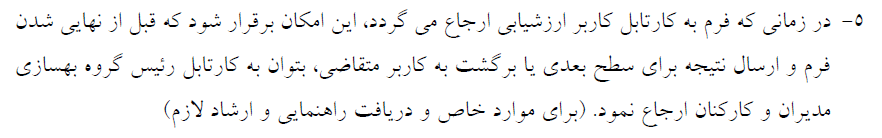 ۵- در زمانی که فرم به کارتابل کاربر ارزشیابی ارجاع می گردد، این امکان برقرار شود که قبل از نهایی شدن
فرم و ارسال نتیجه برای سطح بعدی یا برگشت به کاربر متقاضی، بتوان به کارتابل رئیس گروه بهسازی
مدیران و کارکنان ارجاع نمود. (برای موارد خاص و دریافت راهنمایی و ارشاد لازم)